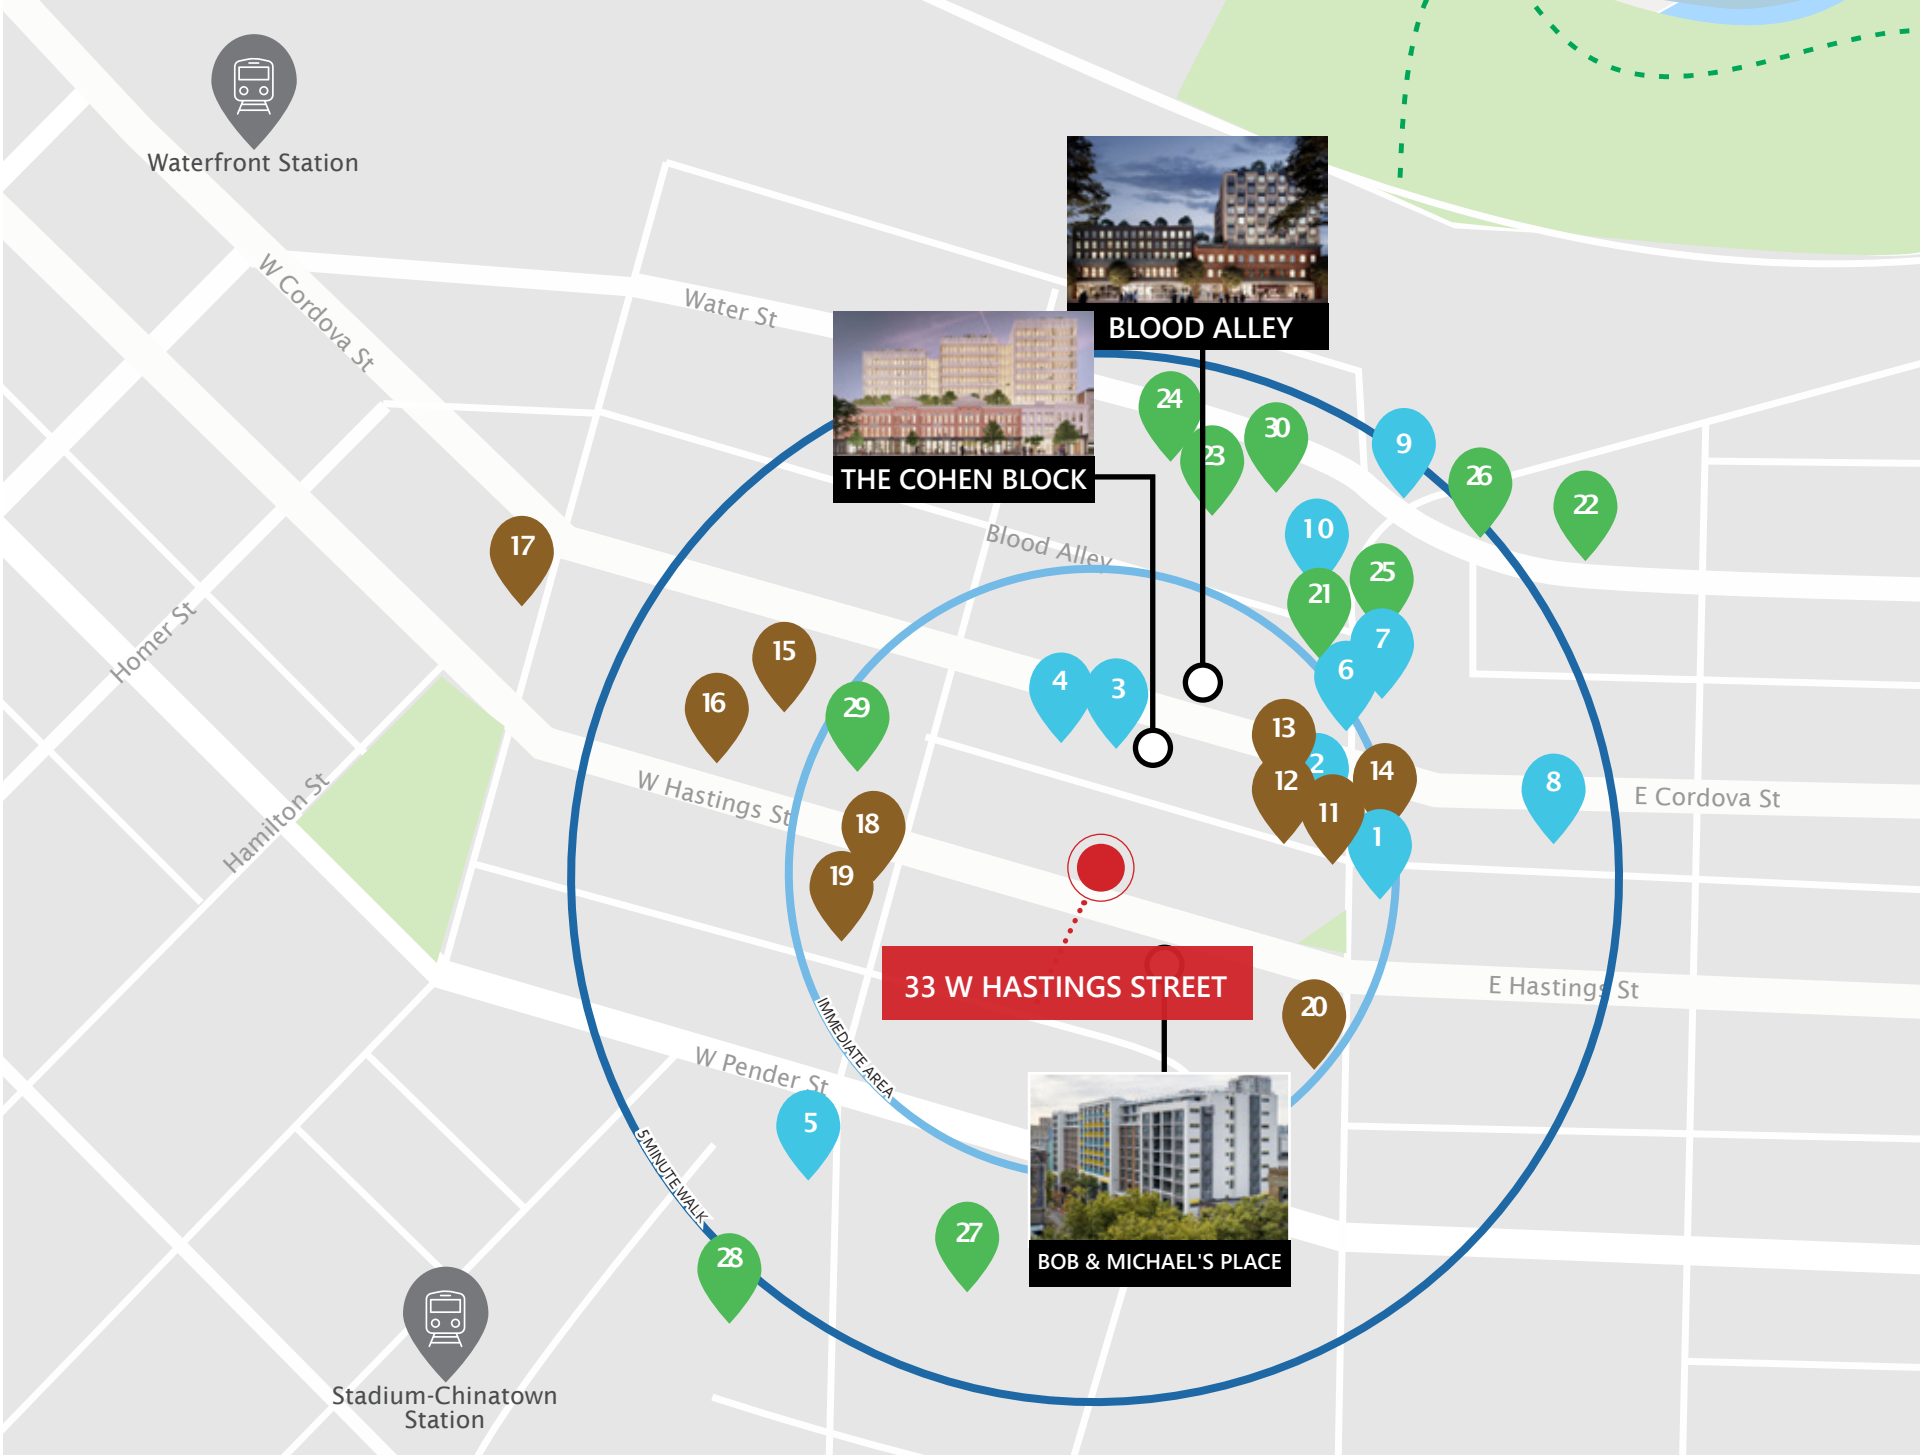 Waterfront Station
W Cordova St
Water St
BLOOD ALLEY
THE COHEN BLOCK
24
30
23
9
26
22
Blood Alley
10
17
25
21
7
6
15
16
29
4
3
13
2
12
14
11
1
8
E Cordova St
Homer St
Hamilton St
W Hastings St
18
19
33 W HASTINGS STREET
E Hastings St
20
IMMEDIATE AREA
W Pender St
5
5 MINUTE WALK
28
27
BOB & MICHAEL'S PLACE
Stadium-Chinatown
Station